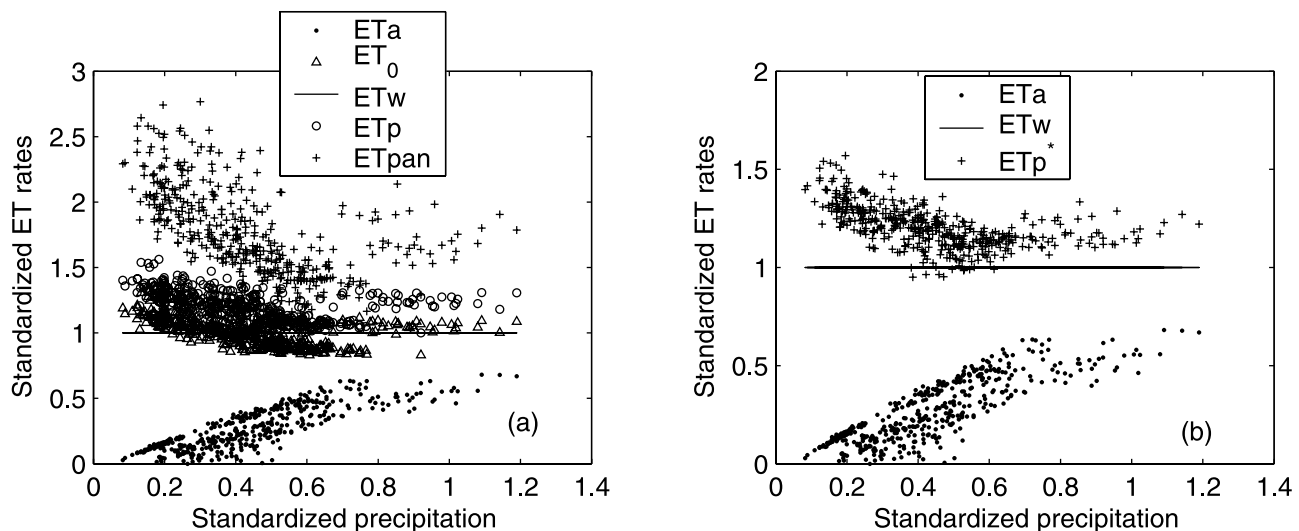 ETa
ET0
ETw
ETp
ETpan
3
2.5
2
1.5
1
0.5
0
Standardized ET rates
(a)
0 0.2 0.4 0.6 0.8 1 1.2 1.4
Standardized precipitation
ETa
ETw
ETp*
2
1.5
1
0.5
0
Standardized ET rates
(b)
0 0.2 0.4 0.6 0.8 1 1.2 1.4
Standardized precipitation